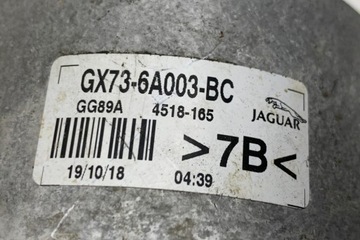 GX73-6A003-BC
GG89A 4518-165
JAGUAR
>7B<
19/10/18 04:39